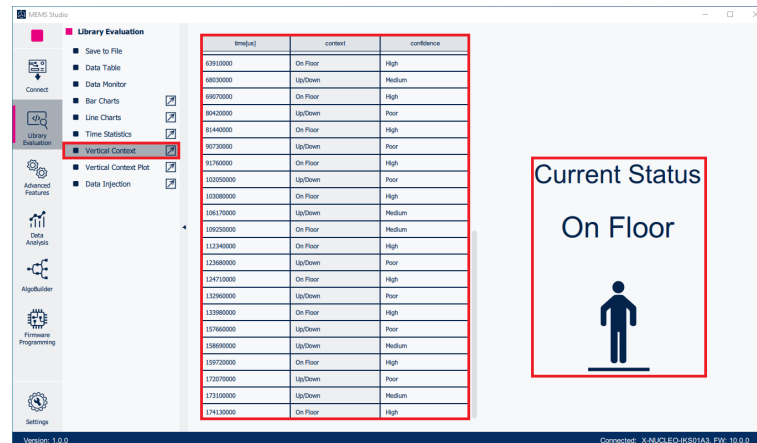 MEMS Studio
Connect
Library
Evaluation
Advanced
Features
Data
Analysis
AlgoBuilder
Firmware
Programming
Settings
Library Evaluation
Save to File
Data Table
Data Monitor
Bar Charts
Line Charts
Time Statistics
Vertical Context
Vertical Context Plot
Data Injection
time[us] context confidence
63910000 On Floor High
68030000 Up/Down Medium
69070000 On Floor High
80420000 Up/Down Poor
81440000 On Floor High
90730000 Up/Down Poor
91760000 On Floor High
102050000 Up/Down Poor
103080000 On Floor High
106170000 Up/Down Medium
109250000 On Floor Medium
112340000 On Floor High
123680000 Up/Down Poor
124710000 On Floor High
132960000 Up/Down Poor
133980000 On Floor High
157660000 Up/Down Poor
158690000 Up/Down Medium
159720000 On Floor High
172070000 Up/Down Poor
173100000 Up/Down Medium
174130000 On Floor High
Current Status
On Floor
Version: 1.0.0
Connected: X-NUCLEO-IKS01A3, FW: 10.0.0